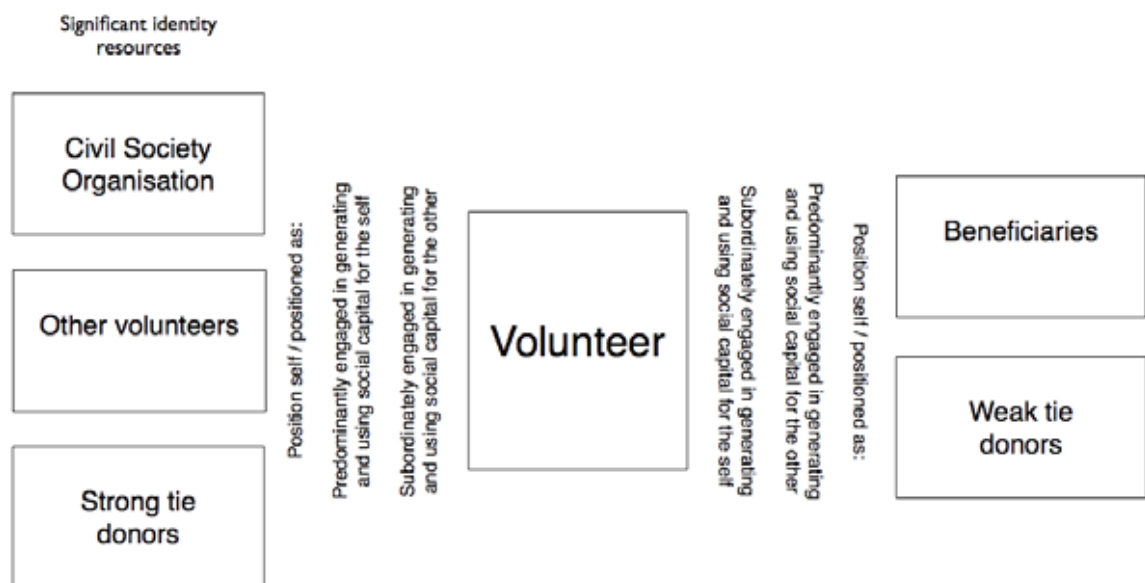 Significant identity
resources
Civil Society
Organisation
Other volunteers
Strong tie
donors
Position self / positioned as:
Predominantly engaged in generating
and using social capital for the self
Subordinately engaged in generating
and using social capital for the other
Volunteer
Subordinately engaged in generating
and using social capital for the self
Predominantly engaged in generating
and using social capital for the other
Position self / positioned as:
Beneficiaries
Weak tie
donors